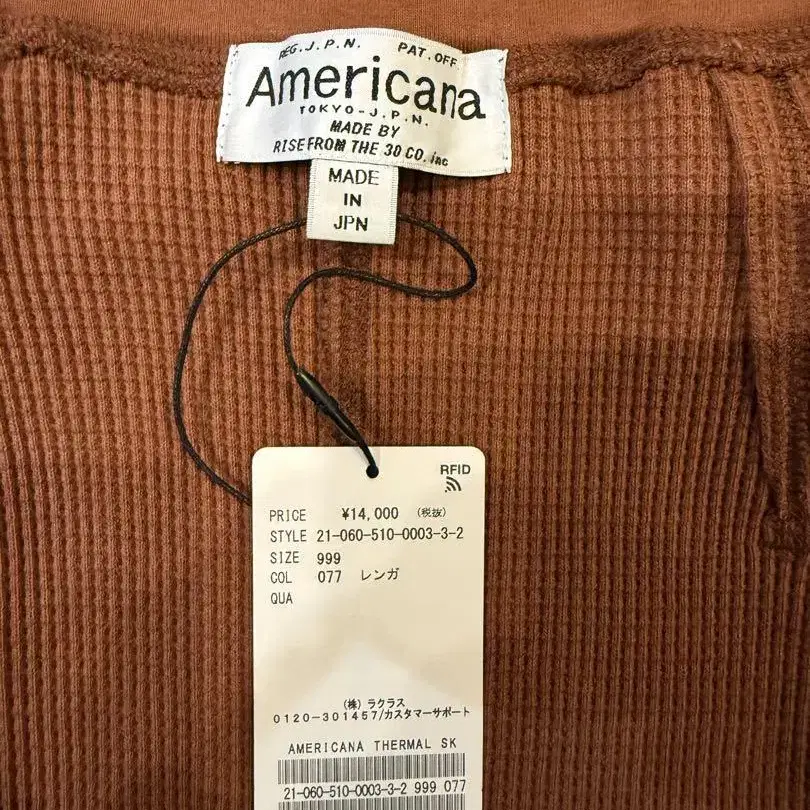 REG.J.P.N. PAT.OFF.
Americana
TOKYO-J.P.N.
MADE BY
RISE FROM THE 30 CO. inc
MADE
IN
JPN
RFID
PRICE ¥14,000 (税抜)
STYLE 21-060-510-0003-3-2
SIZE 999
COL 077 レンガ
QUA
(株)ラクラス
0120-301457/カスタマーサポート
AMERICANA THERMAL SK
21-060-510-0003-3-2 999 077